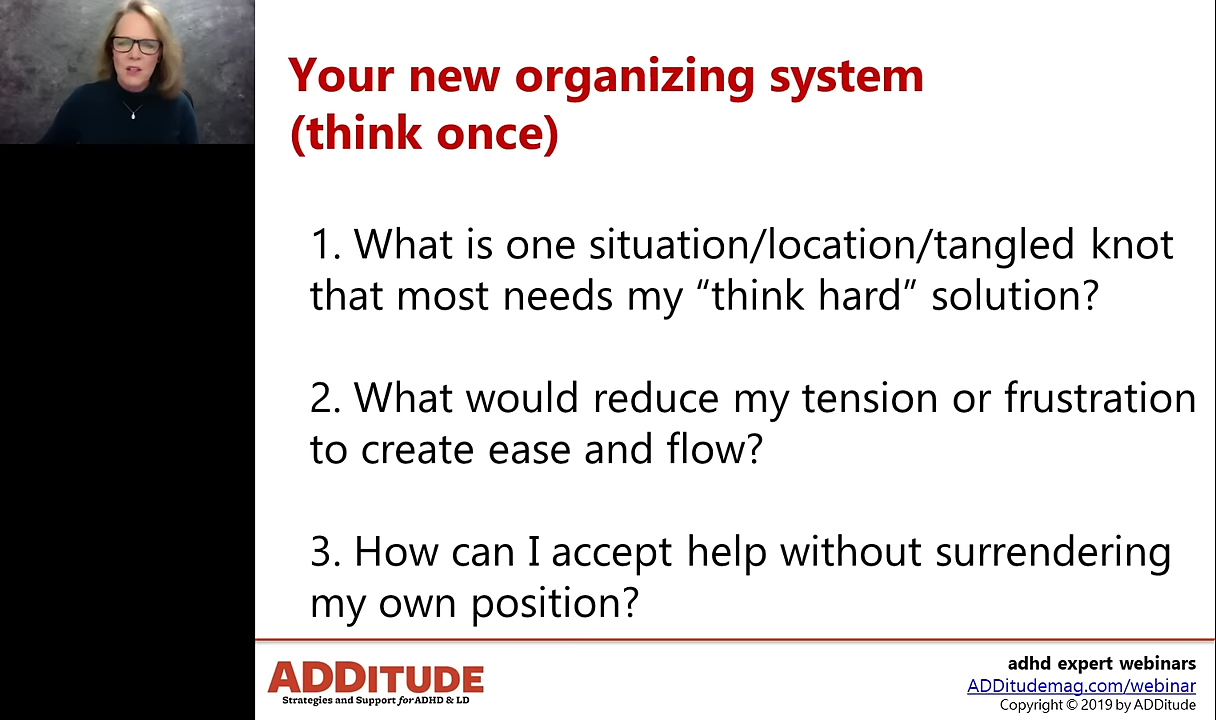 Your new organizing system
(think once)
1. What is one situation/location/tangled knot
that most needs my “think hard” solution?
2. What would reduce my tension or frustration
to create ease and flow?
3. How can I accept help without surrendering
my own position?
ADDITUDE
Strategies and Support for ADHD & LD
adhd expert webinars
ADDitudemag.com/webinar
Copyright © 2019 by ADDitude